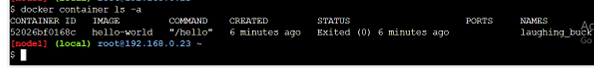 $ docker container ls -a
CONTAINER ID IMAGE COMMAND CREATED STATUS PORTS NAMES
52026bf0168c hello-world "/hello" 6 minutes ago Exited (0) 6 minutes ago laughing_buck
[node1] (local) root@192.168.0.23 ~
$